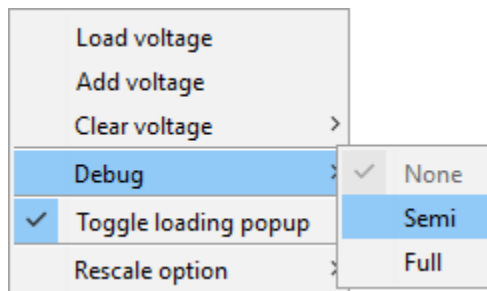 Load voltage
Add voltage
Clear voltage
Debug
Toggle loading popup
Rescale option
None
Semi
Full